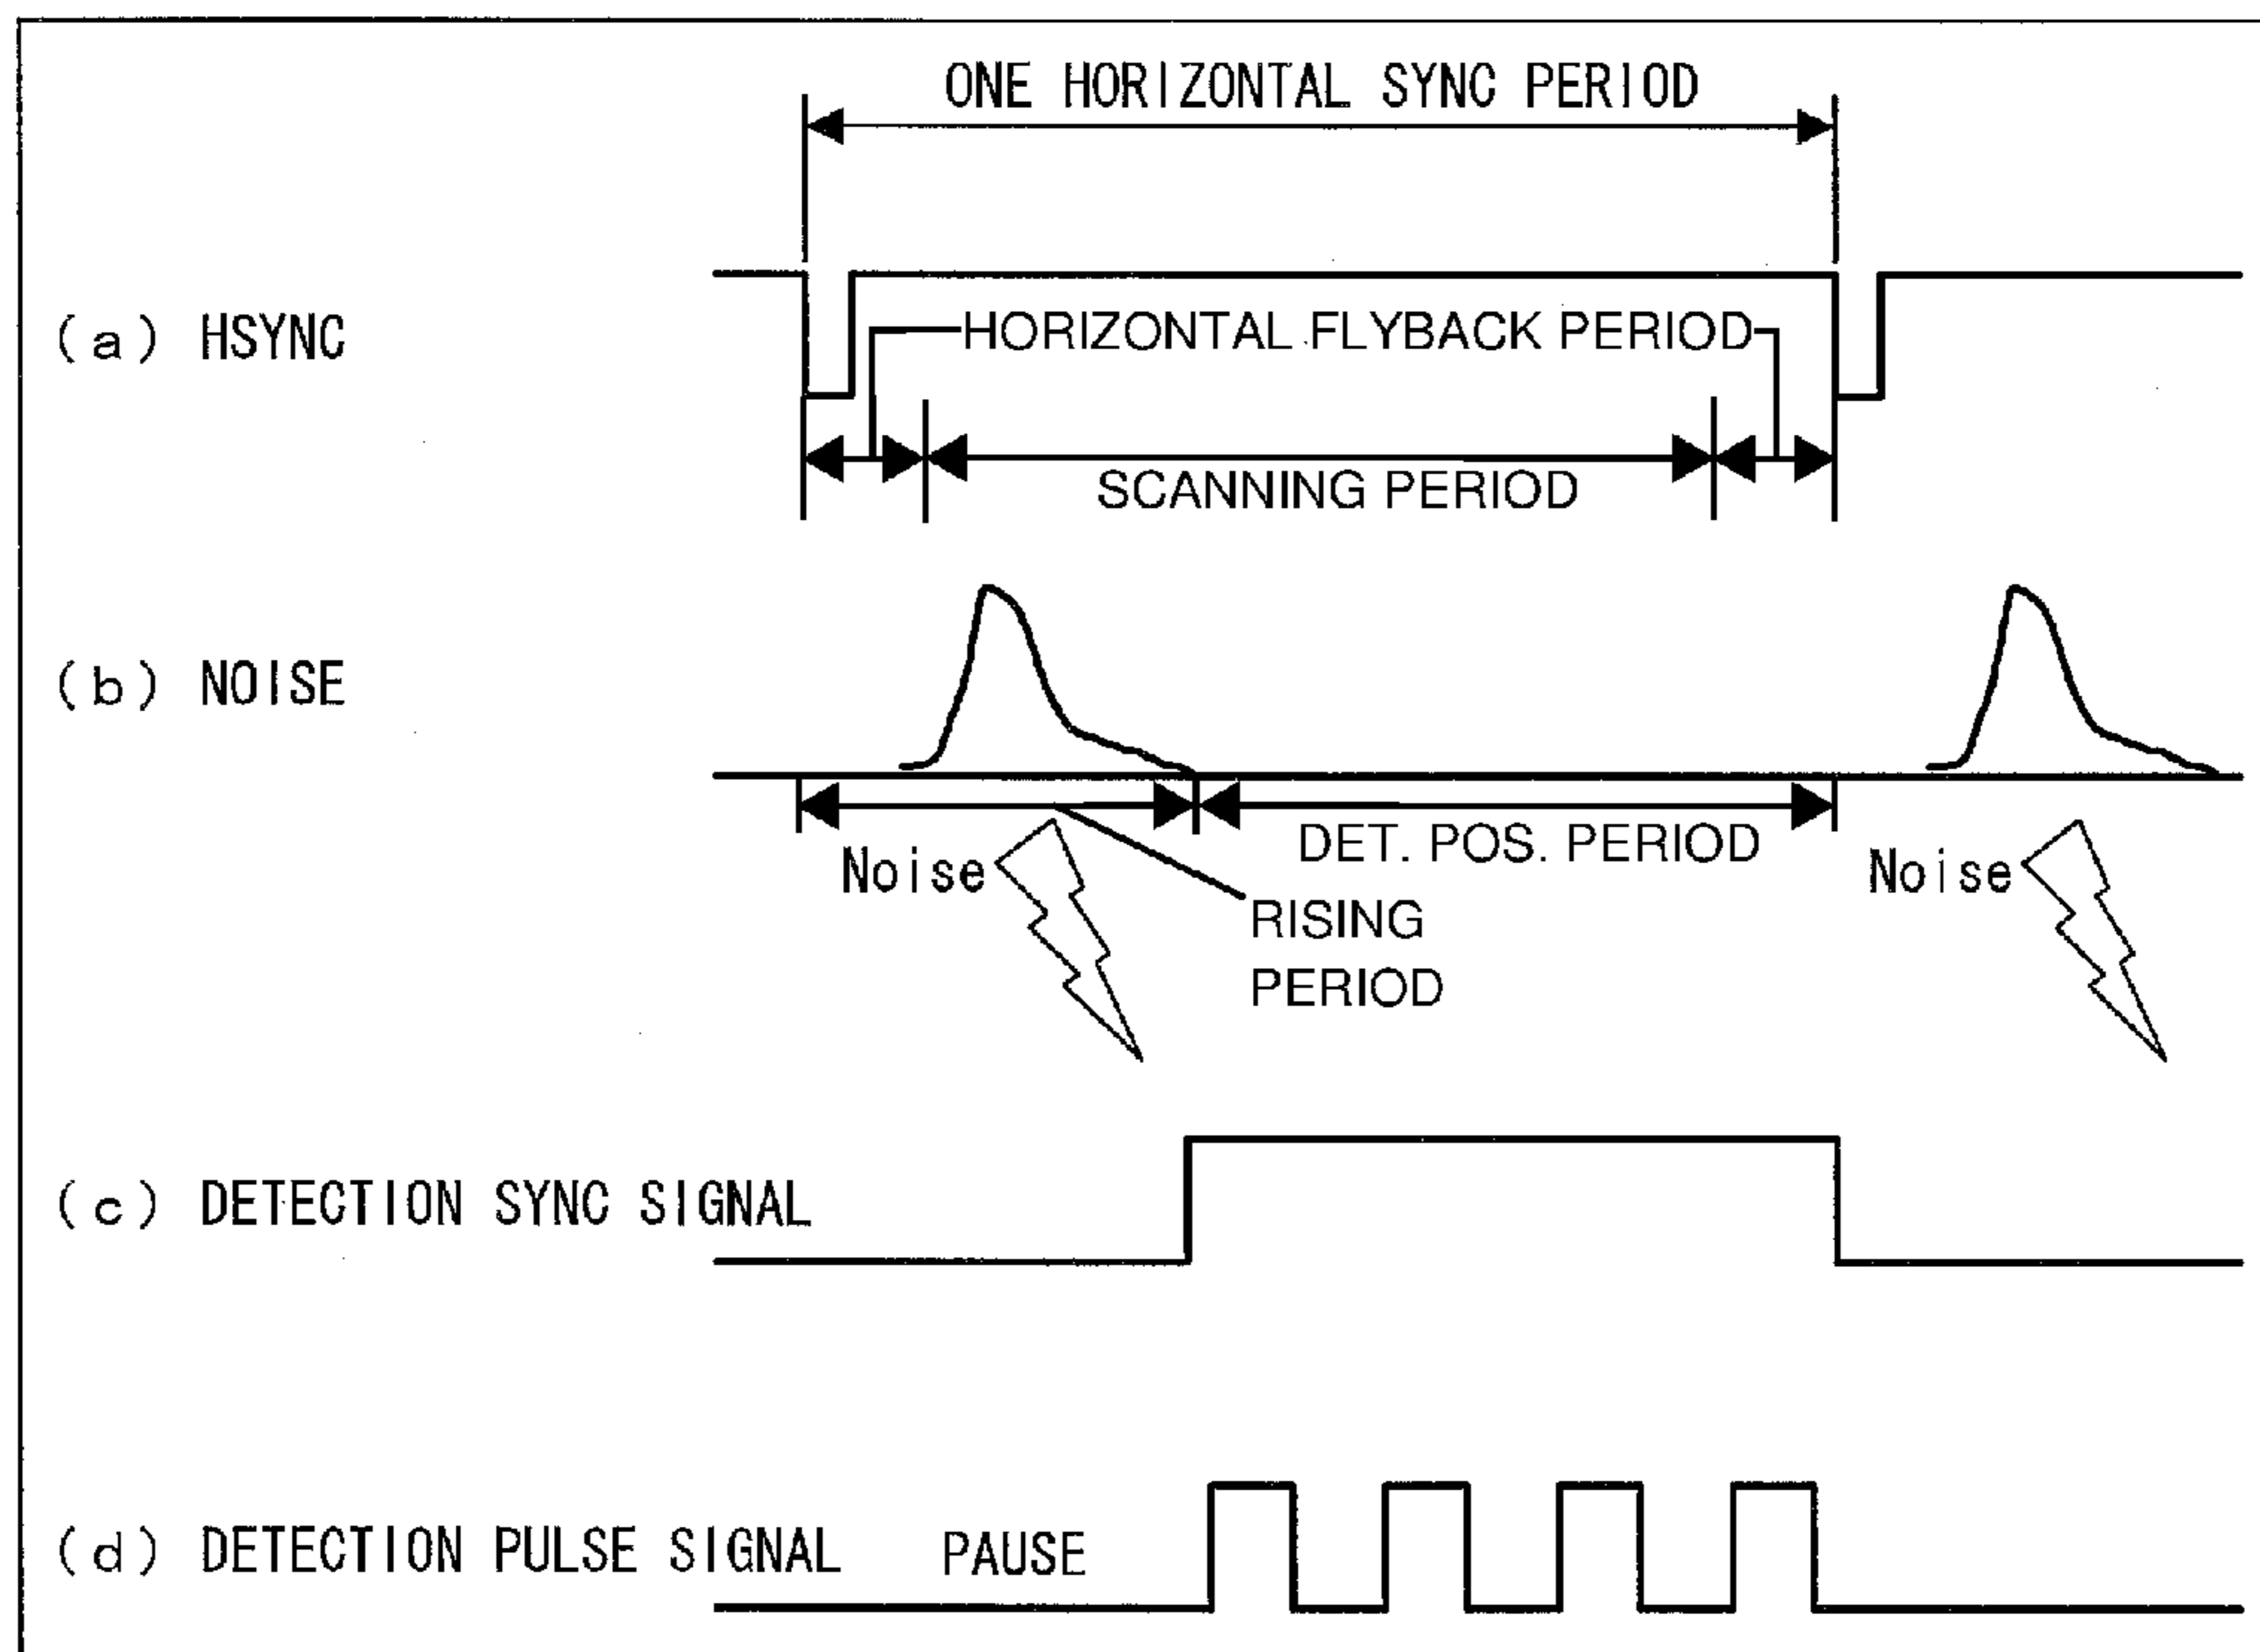 ONE HORIZONTAL SYNC PERIOD
(a) HSYNC
HORIZONTAL FLYBACK PERIOD
SCANNING PERIOD
(b) NOISE
DET. POS. PERIOD
Noise
Noise
RISING
PERIOD
(c) DETECTION SYNC SIGNAL
(d) DETECTION PULSE SIGNAL
PAUSE